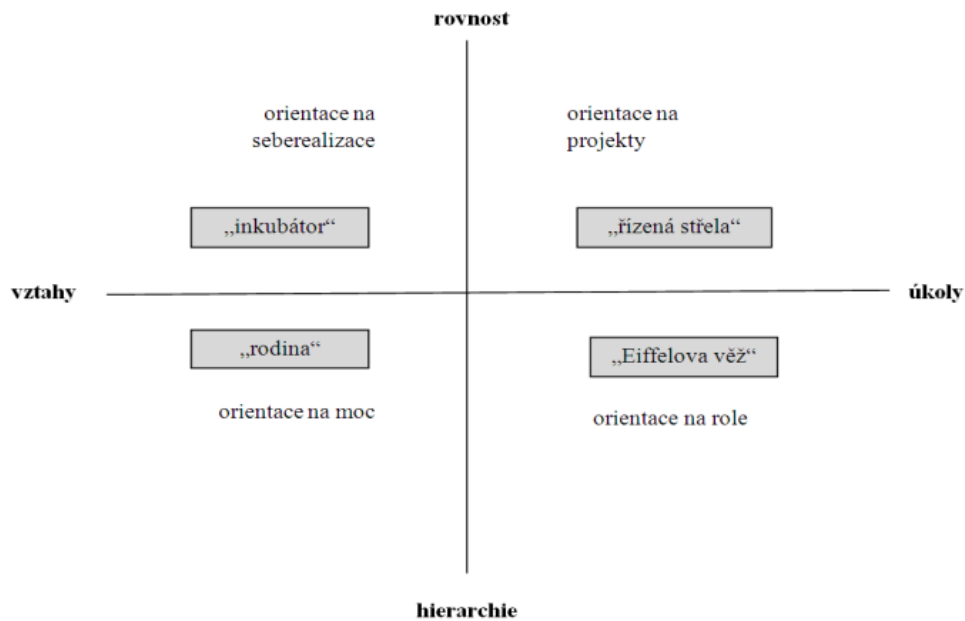 rovnost
orientace na
seberealizace
orientace na
projekty
„inkubátor“
„řízená střela“
vztahy
úkoly
„rodina“
„Eiffelova věž“
orientace na moc
orientace na role
hierarchie